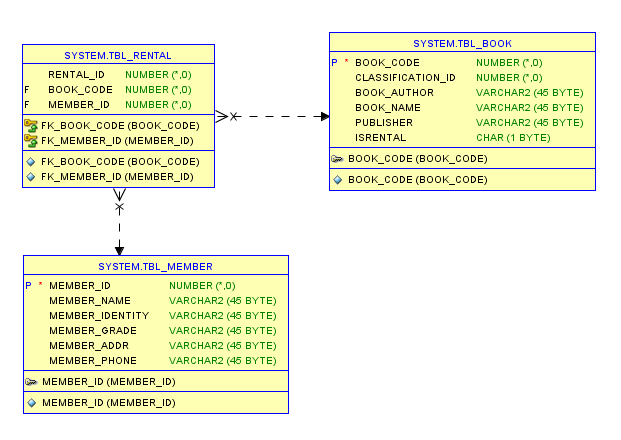 SYSTEM.TBL_RENTAL
RENTAL_ID NUMBER (*,0)
F BOOK_CODE NUMBER (*,0)
F MEMBER_ID NUMBER (*,0)
FK_BOOK_CODE (BOOK_CODE)
FK_MEMBER_ID (MEMBER_ID)
FK_BOOK_CODE (BOOK_CODE)
FK_MEMBER_ID (MEMBER_ID)
SYSTEM.TBL_BOOK
P * BOOK_CODE NUMBER (*,0)
CLASSIFICATION_ID NUMBER (*,0)
BOOK_AUTHOR VARCHAR2 (45 BYTE)
BOOK_NAME VARCHAR2 (45 BYTE)
PUBLISHER VARCHAR2 (45 BYTE)
ISRENTAL CHAR (1 BYTE)
BOOK_CODE (BOOK_CODE)
BOOK_CODE (BOOK_CODE)
SYSTEM.TBL_MEMBER
P * MEMBER_ID NUMBER (*,0)
MEMBER_NAME VARCHAR2 (45 BYTE)
MEMBER_IDENTITY VARCHAR2 (45 BYTE)
MEMBER_GRADE VARCHAR2 (45 BYTE)
MEMBER_ADDR VARCHAR2 (45 BYTE)
MEMBER_PHONE VARCHAR2 (45 BYTE)
MEMBER_ID (MEMBER_ID)
MEMBER_ID (MEMBER_ID)